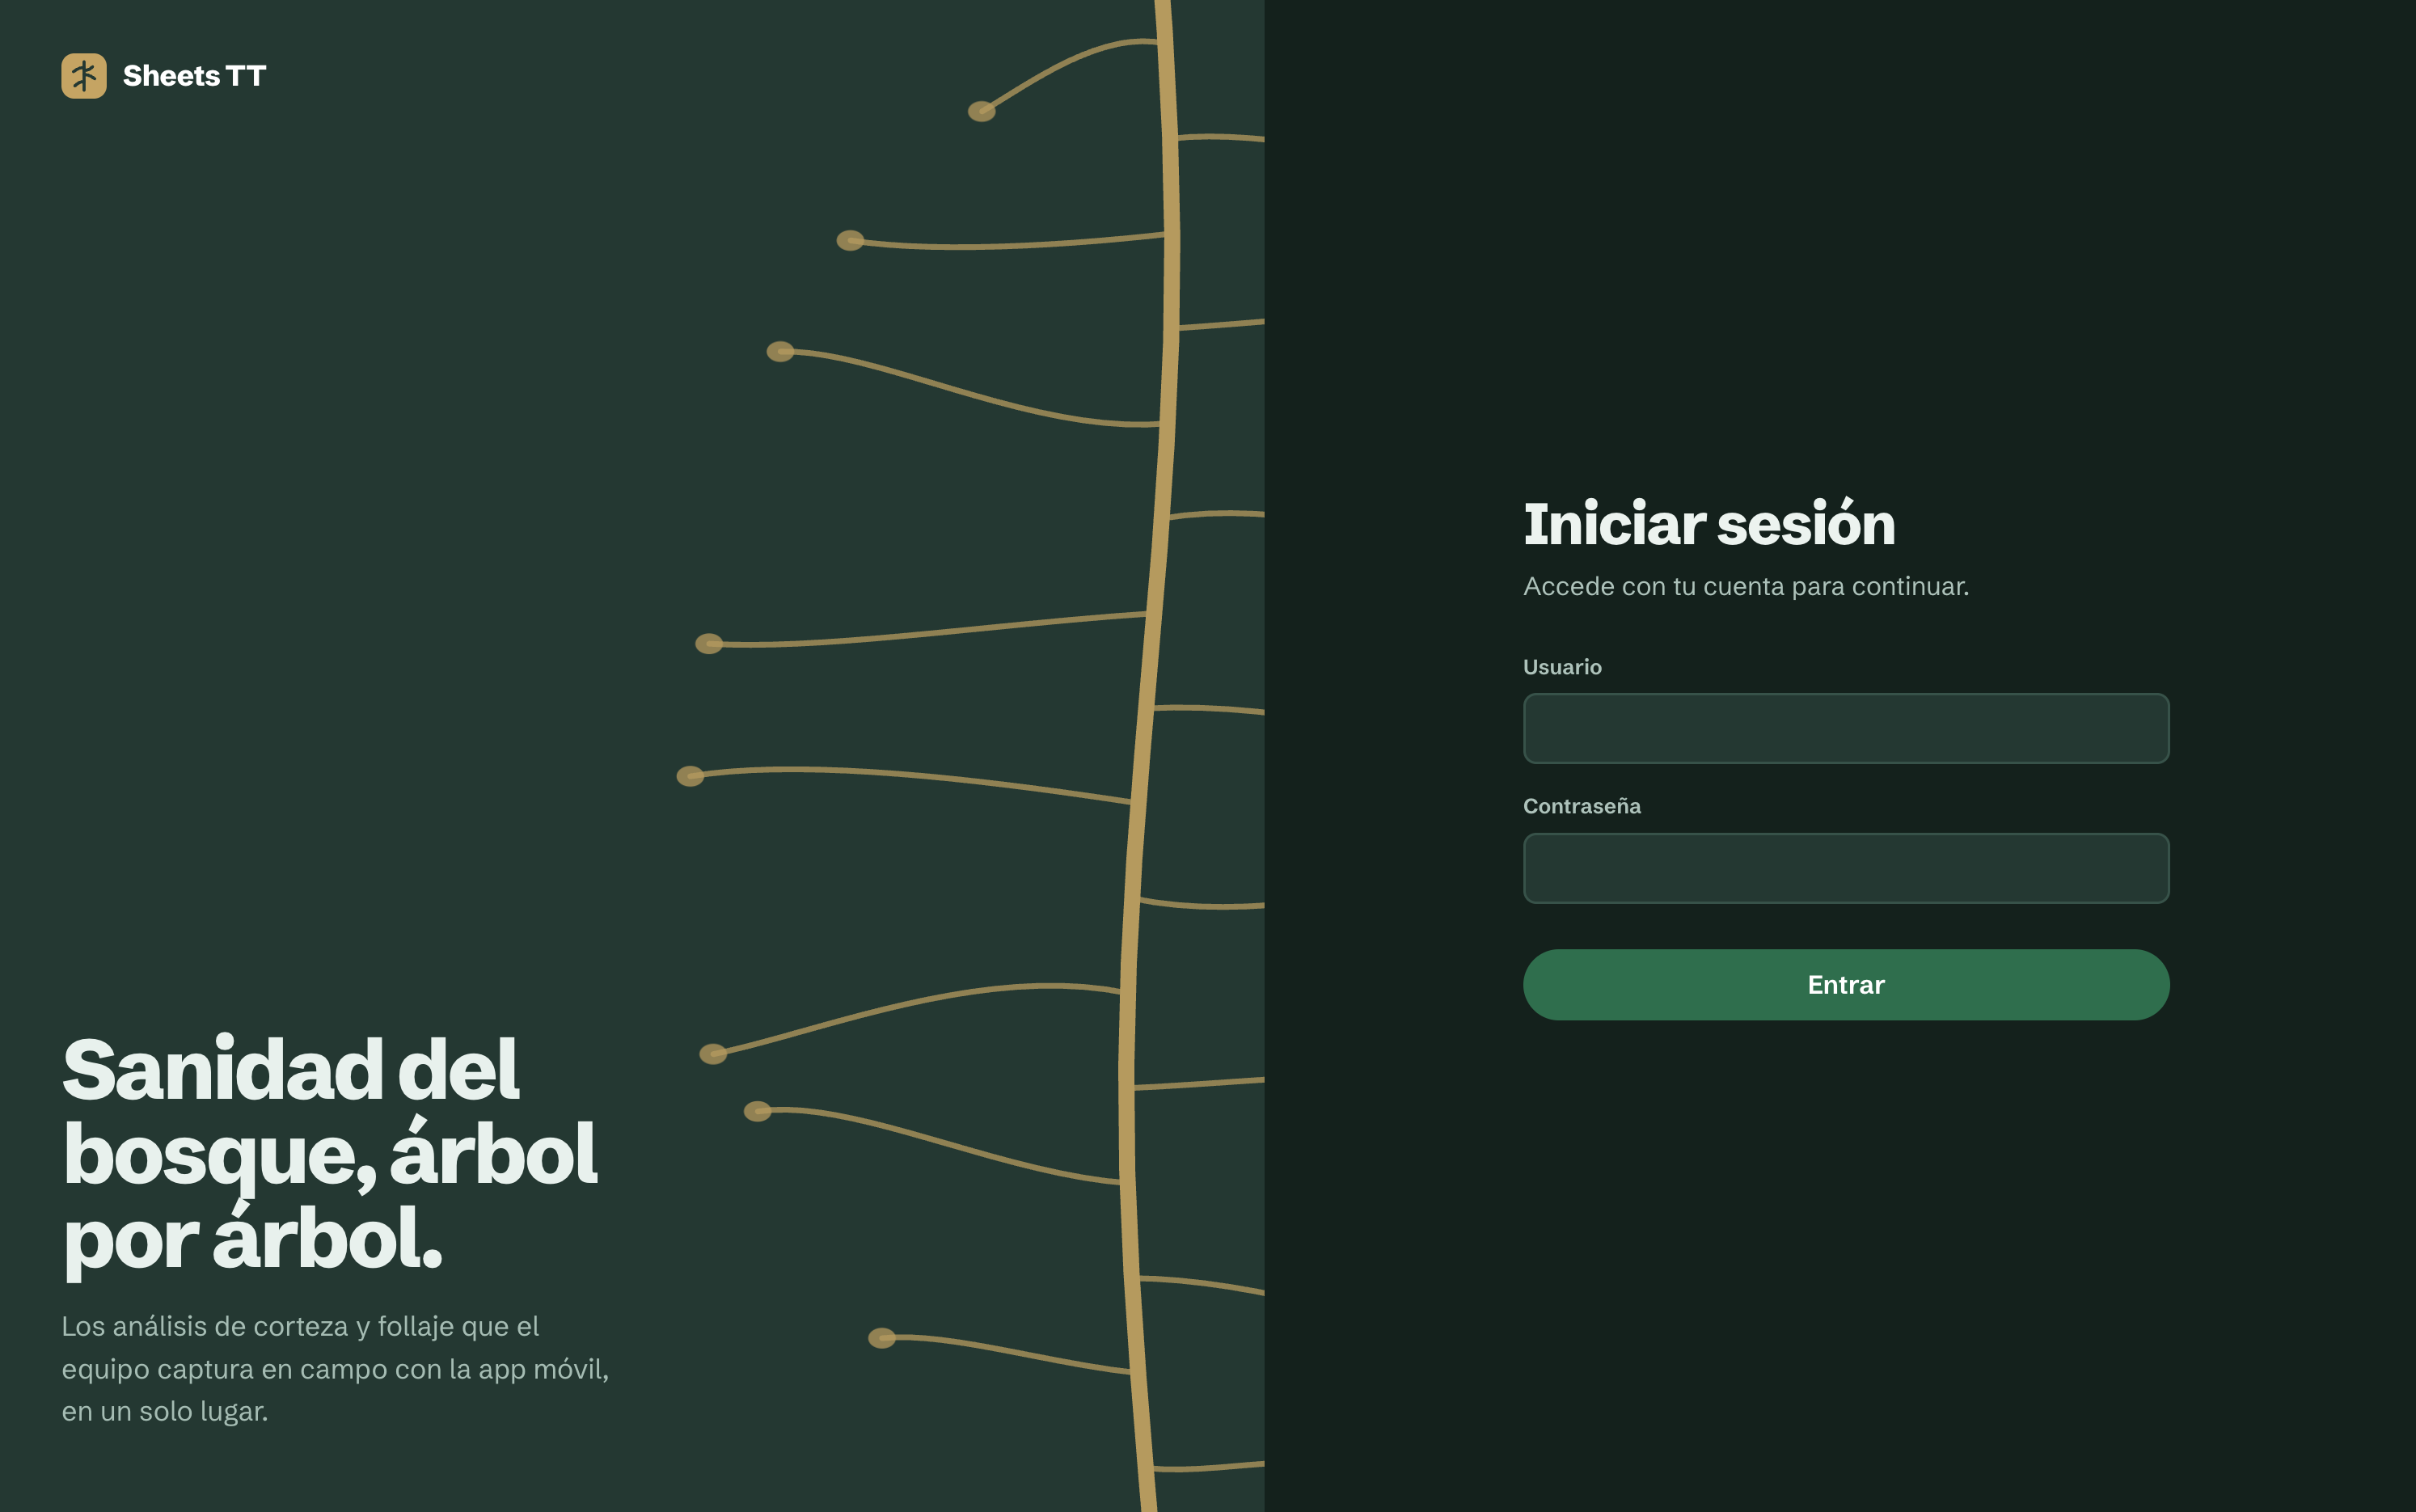 Sheets TT
Sanidad del
bosque, árbol
por árbol.
Los análisis de corteza y follaje que el
equipo captura en campo con la app móvil,
en un solo lugar.
Iniciar sesión
Accede con tu cuenta para continuar.
Usuario
Contraseña
Entrar